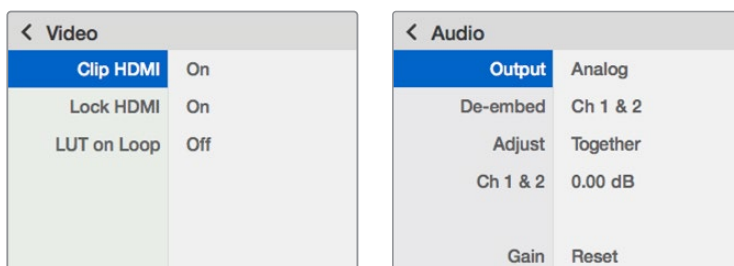 < Video
Clip HDMI On
Lock HDMI On
LUT on Loop Off
< Audio
Output Analog
De-embed Ch 1 & 2
Adjust Together
Ch 1 & 2 0.00 dB
Gain Reset